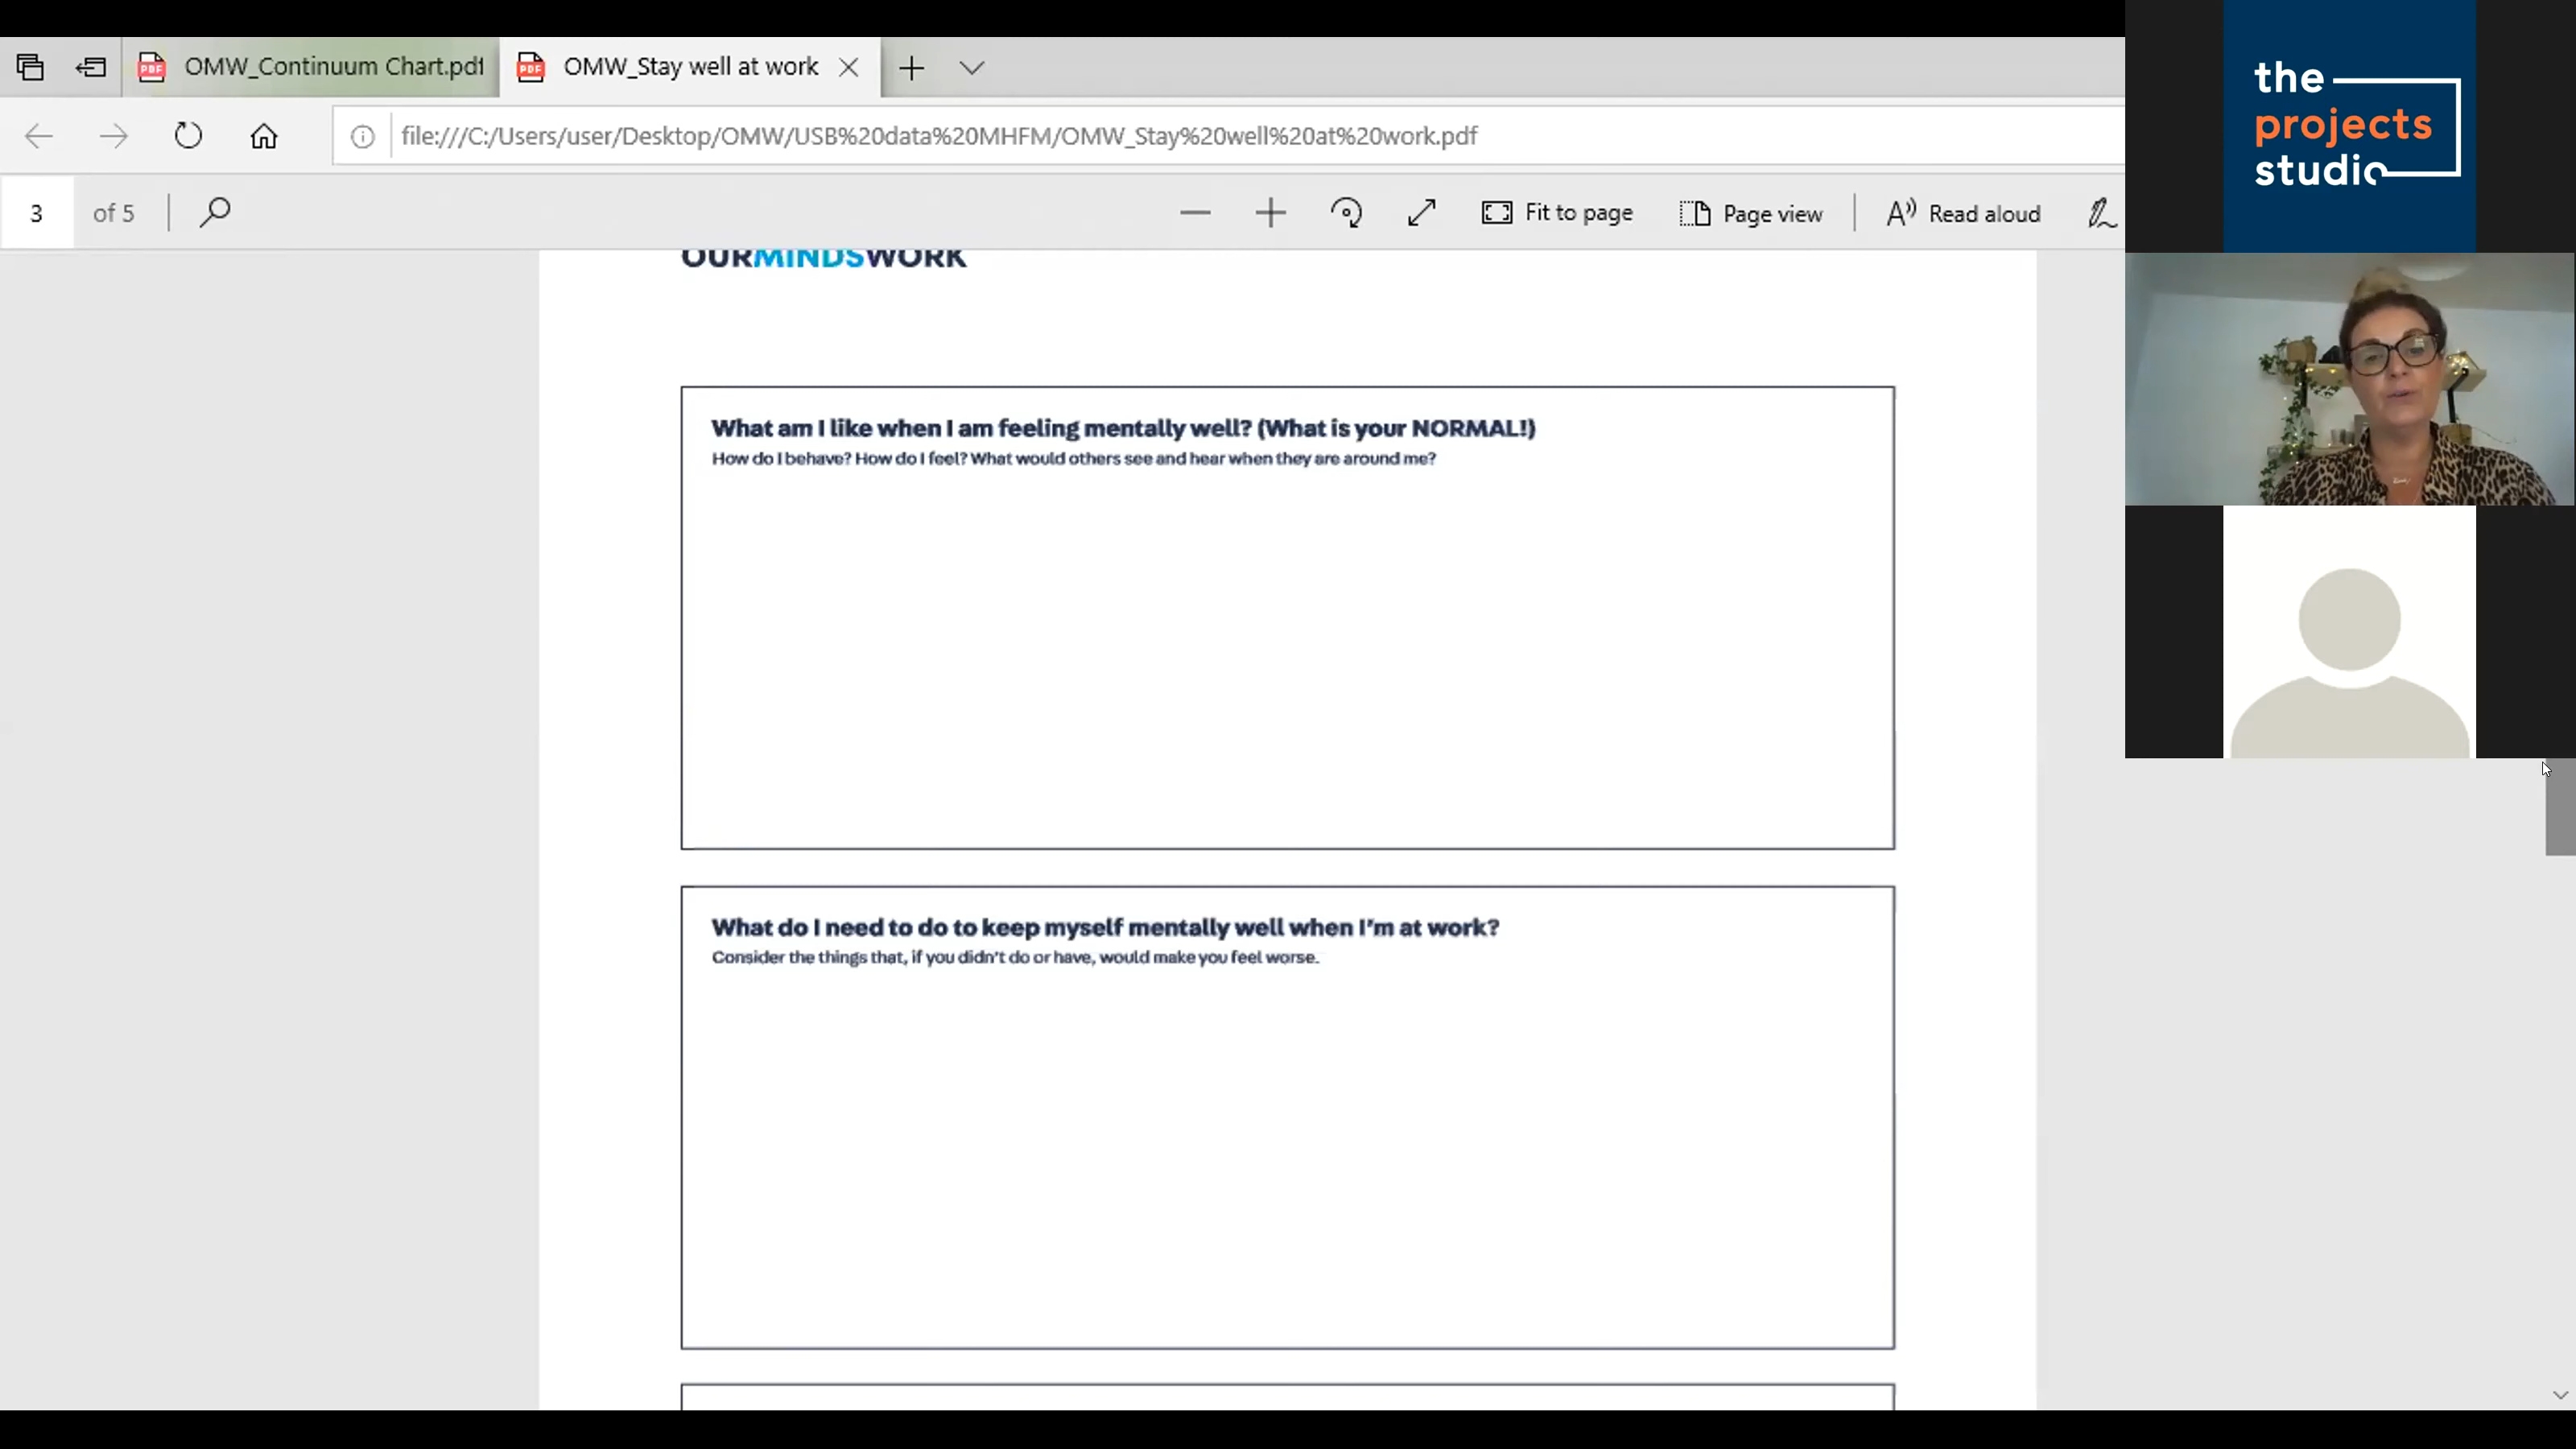 OMW_Continuum Chart.pdf
OMW_Stay well at work
file:///C:/Users/user/Desktop/OMW/USB%20data%20MHFM/OMW_Stay%20well%20at%20work.pdf
3 of 5
Fit to page
Page view
Read aloud
the
projects
studio
OURMINDSWORK
What am I like when I am feeling mentally well? (What is your NORMAL!)
How do I behave? How do I feel? What would others see and hear when they are around me?
What do I need to do to keep myself mentally well when I'm at work?
Consider the things that, if you didn't do or have, would make you feel worse.